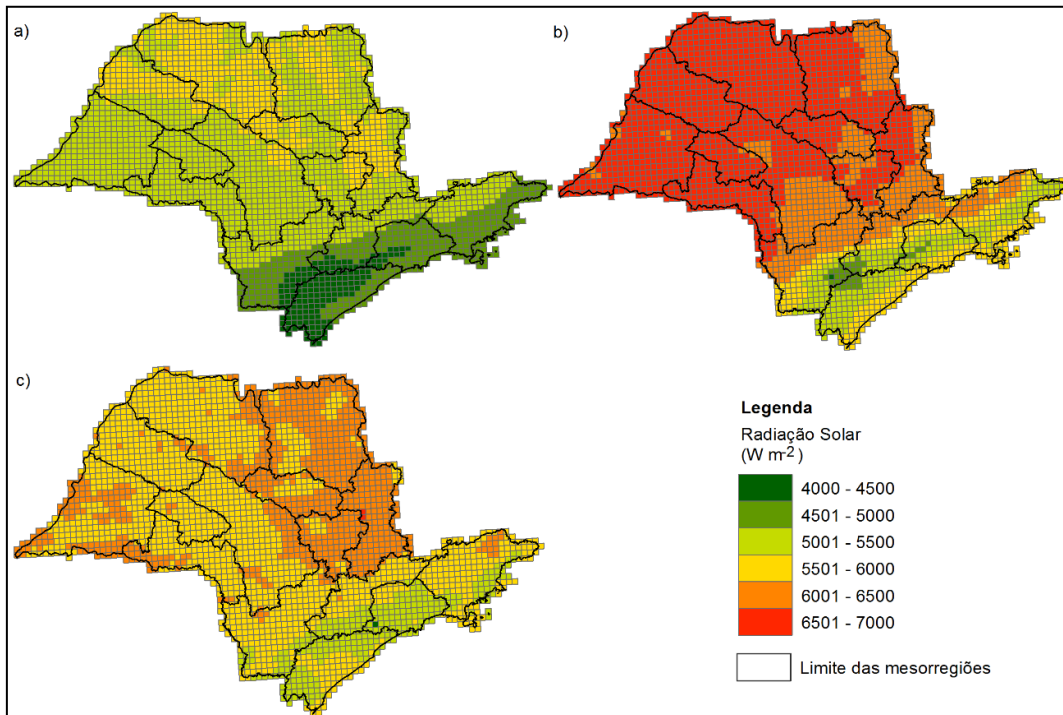 a)
b)
c)
Legenda
Radiação Solar
(W m-2 )
4000 - 4500
4501 - 5000
5001 - 5500
5501 - 6000
6001 - 6500
6501 - 7000
Limite das mesorregiões